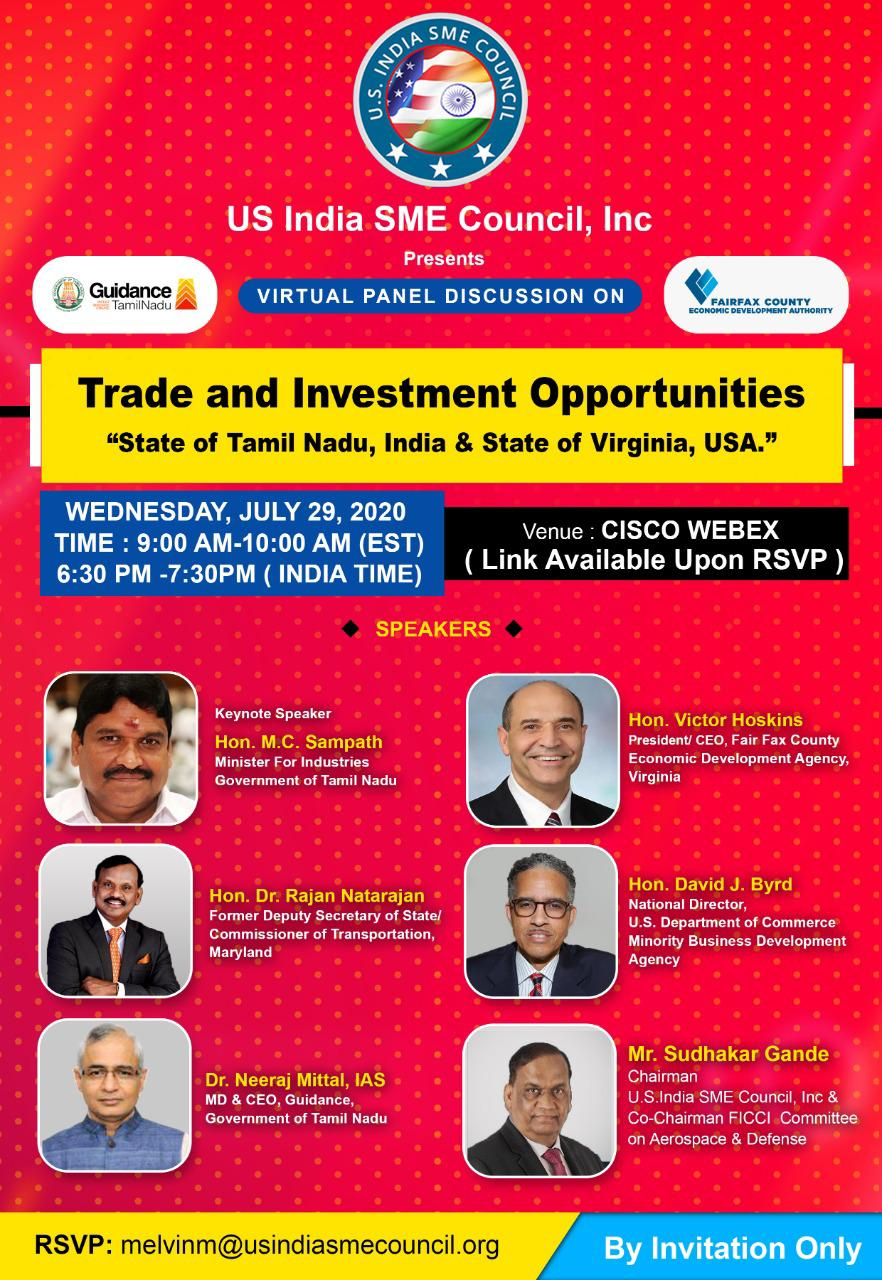 U.S. INDIA SME COUNCIL
US India SME Council, Inc
Presents
Guidance
TamilNadu
VIRTUAL PANEL DISCUSSION ON
FAIRFAX COUNTY
ECONOMIC DEVELOPMENT AUTHORITY
Trade and Investment Opportunities
“State of Tamil Nadu, India & State of Virginia, USA.”
WEDNESDAY, JULY 29, 2020
TIME : 9:00 AM-10:00 AM (EST)
6:30 PM -7:30PM ( INDIA TIME)
Venue : CISCO WEBEX
( Link Available Upon RSVP )
SPEAKERS
Keynote Speaker
Hon. M.C. Sampath
Minister For Industries
Government of Tamil Nadu
Hon. Victor Hoskins
President/ CEO, Fair Fax County
Economic Development Agency,
Virginia
Hon. Dr. Rajan Natarajan
Former Deputy Secretary of State/
Commissioner of Transportation,
Maryland
Hon. David J. Byrd
National Director,
U.S. Department of Commerce
Minority Business Development
Agency
Dr. Neeraj Mittal, IAS
MD & CEO, Guidance,
Government of Tamil Nadu
Mr. Sudhakar Gande
Chairman
U.S.India SME Council, Inc &
Co-Chairman FICCI Committee
on Aerospace & Defense
RSVP: melvinm@usindiasmecouncil.org
By Invitation Only